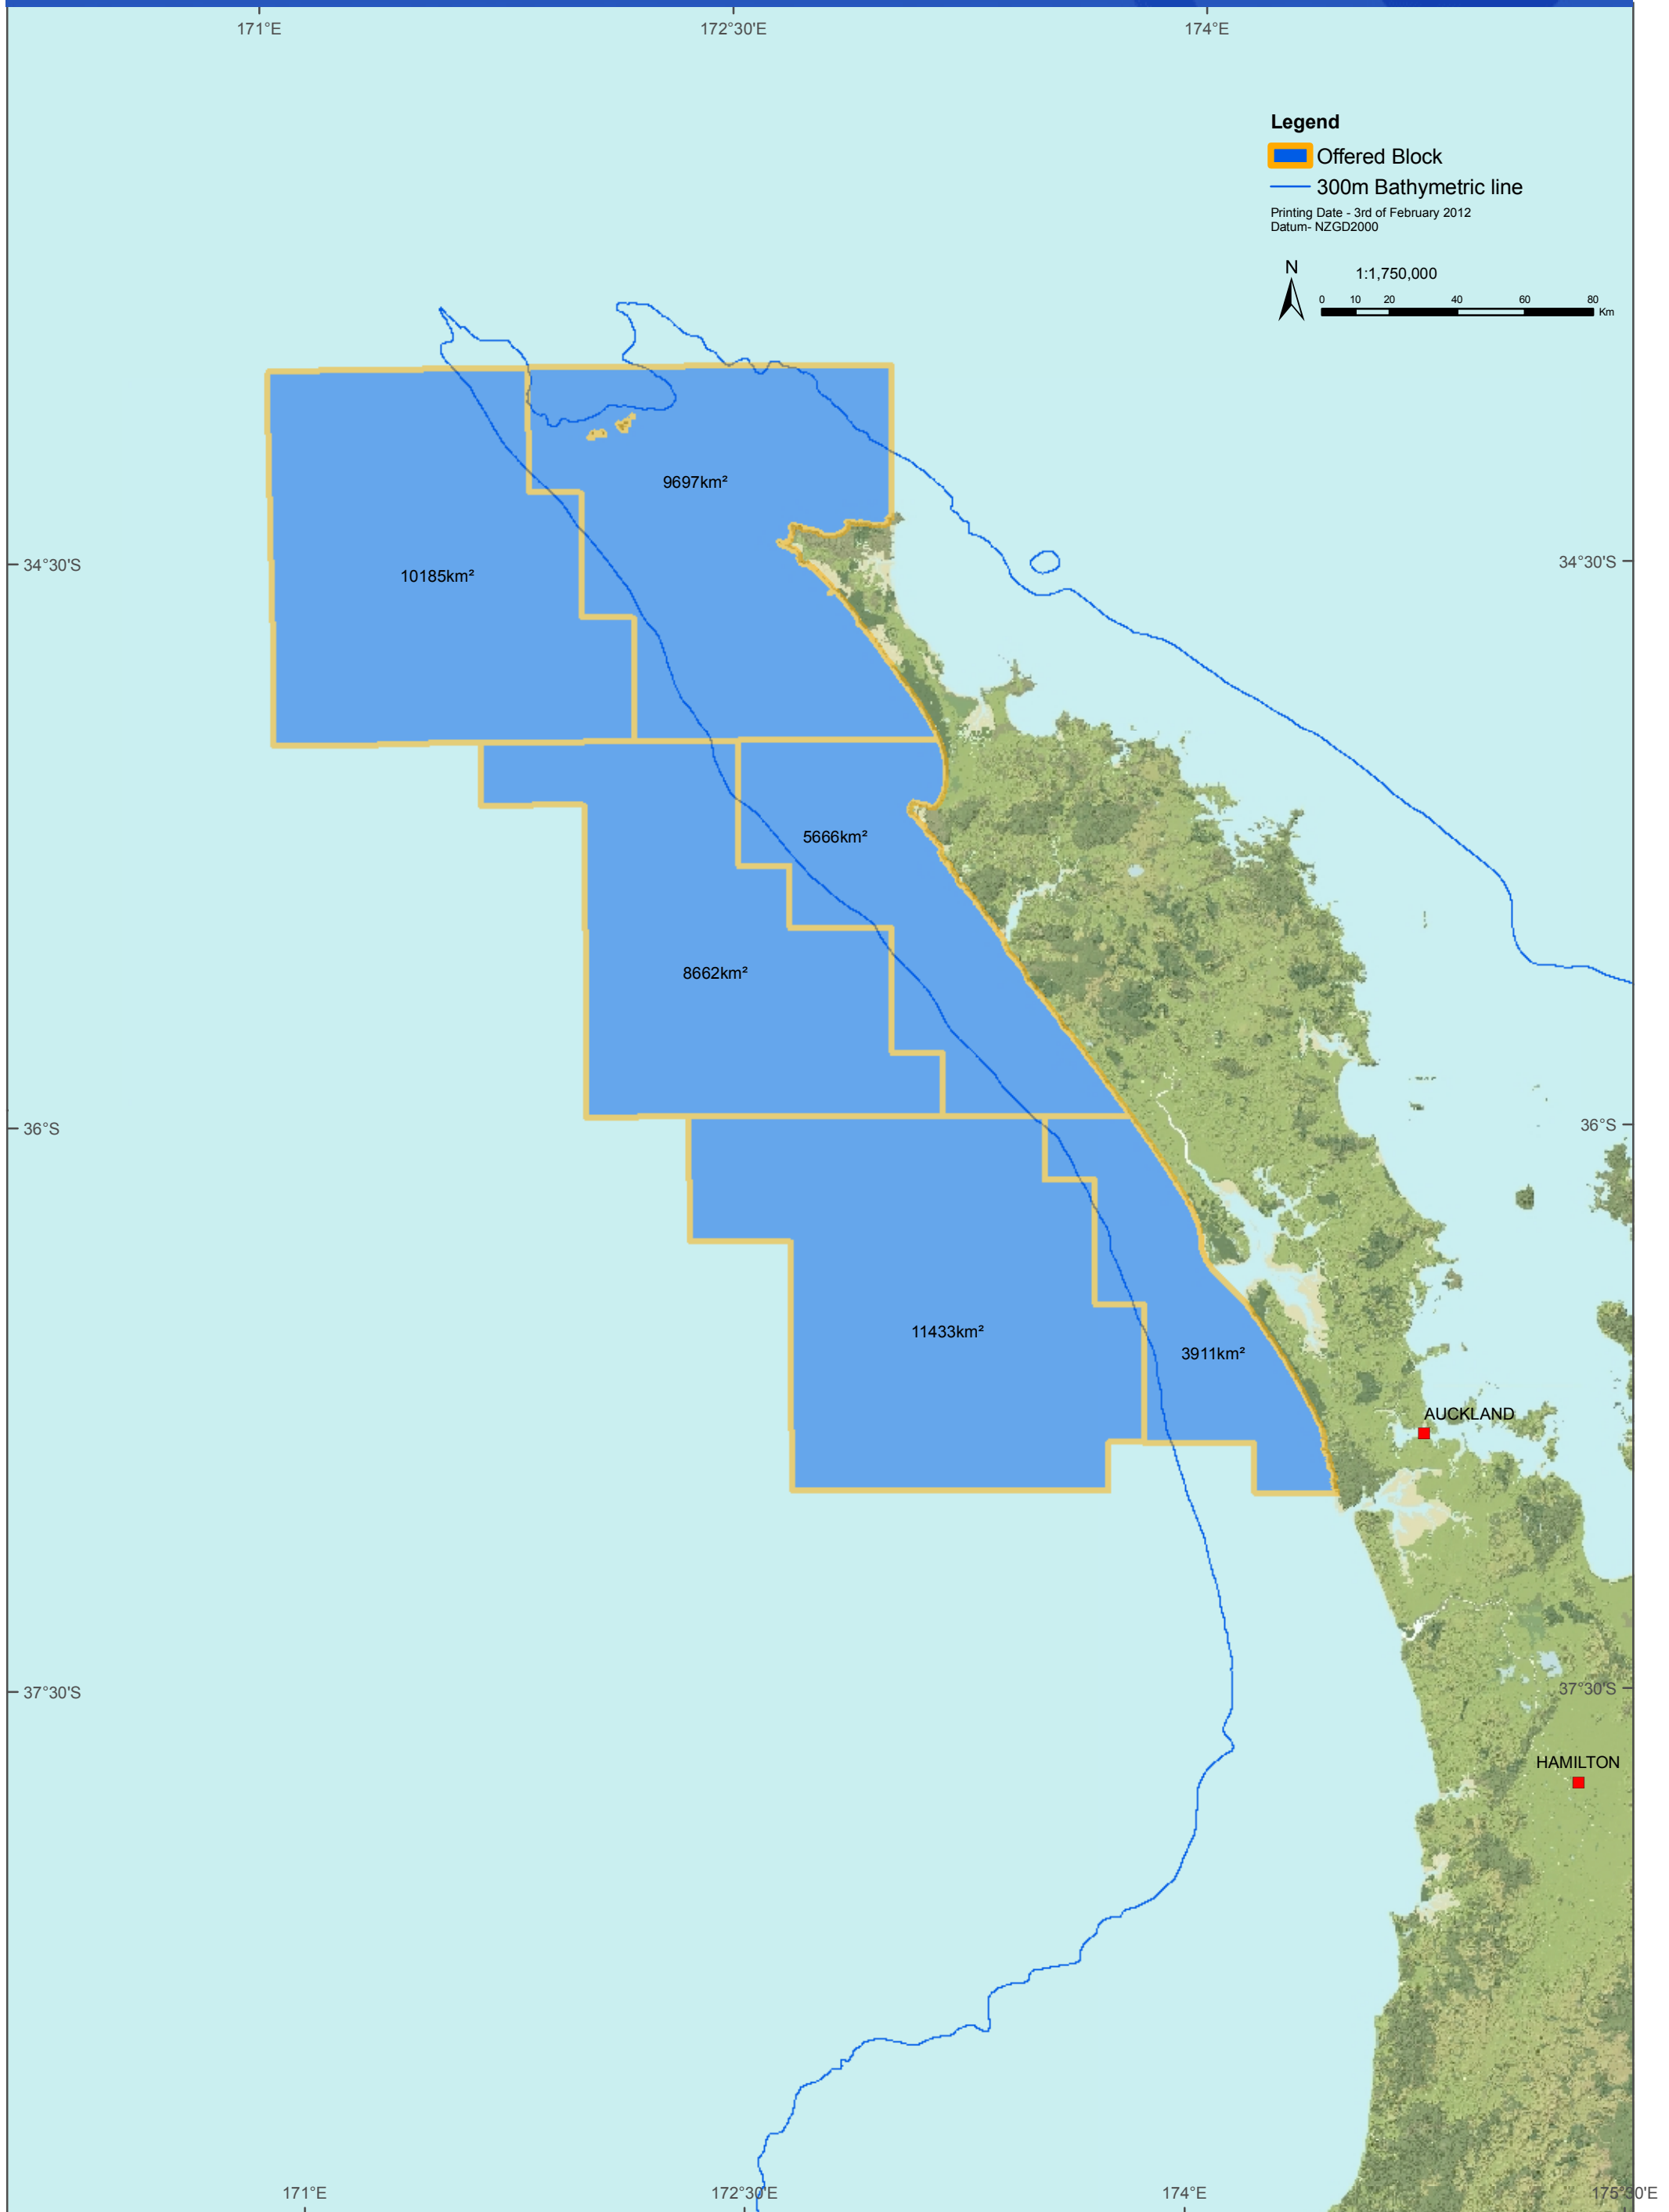 171°E 172°30'E 174°E
Legend
Offered Block
300m Bathymetric line
Printing Date - 3rd of February 2012
Datum- NZGD2000
N
1:1,750,000
0 10 20 40 60 80
Km
9697km²
34°30'S 34°30'S
10185km²
5666km²
8662km²
36°S 36°S
11433km²
3911km²
AUCKLAND
37°30'S 37°30'S
HAMILTON
171°E 172°30'E 174°E 175°30'E